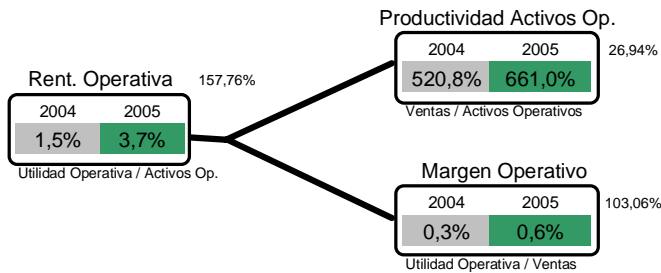 Rent. Operativa
157,76%
2004 2005
1,5% 3,7%
Utilidad Operativa / Activos Op.
Productividad Activos Op.
2004 2005
26,94%
520,8% 661,0%
Ventas / Activos Operativos
Margen Operativo
2004 2005
103,06%
0,3% 0,6%
Utilidad Operativa / Ventas